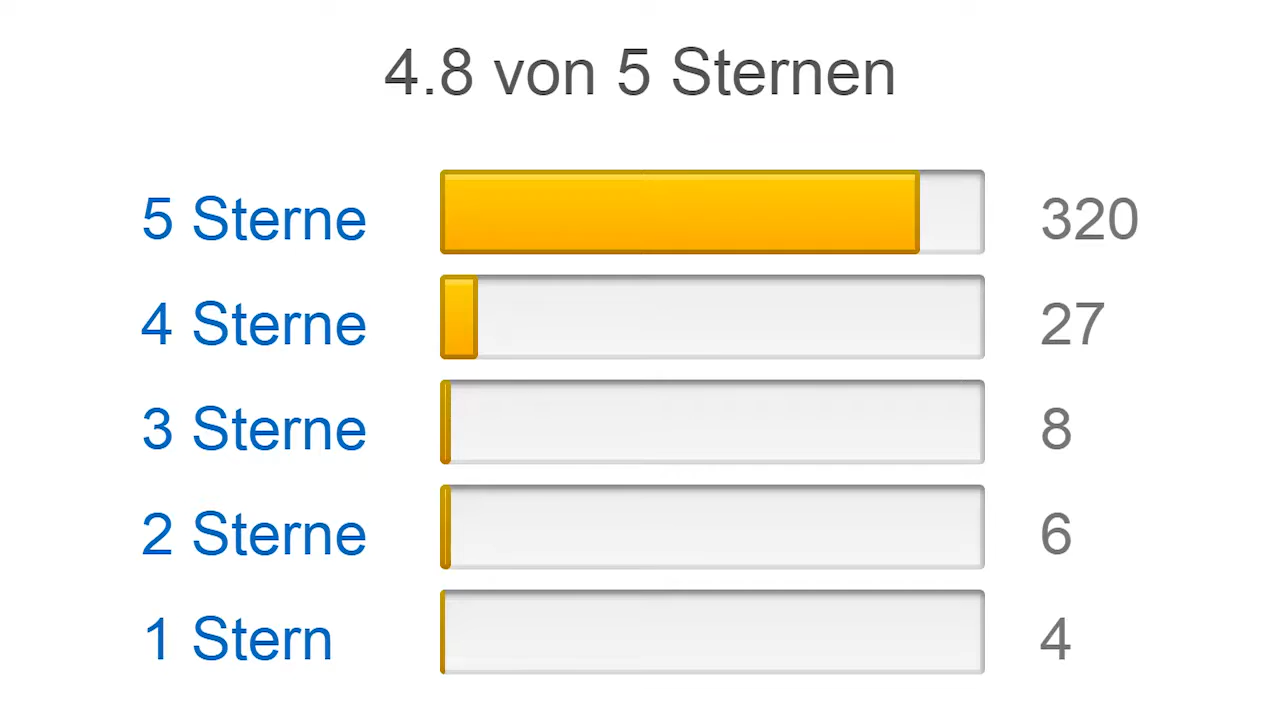 4.8 von 5 Sternen
5 Sterne 320
4 Sterne 27
3 Sterne 8
2 Sterne 6
1 Stern 4